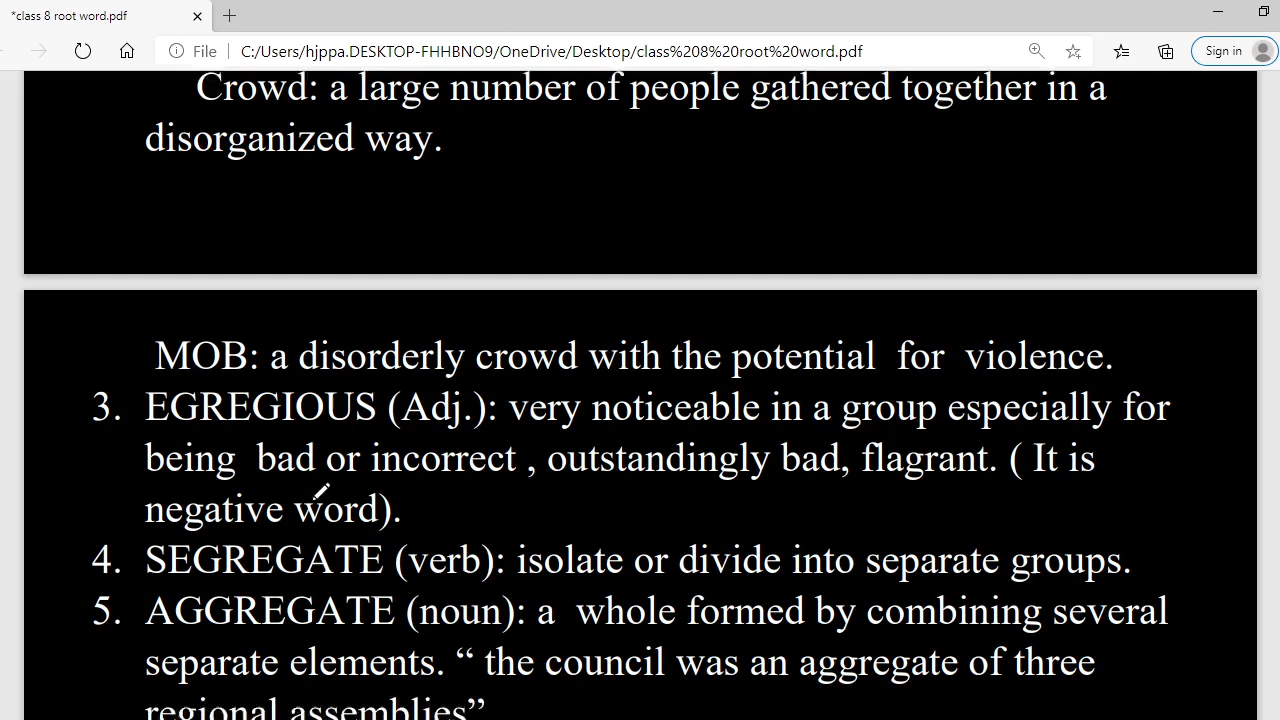 *class 8 root word.pdf
File
C:/Users/hjppa.DESKTOP-FHHBNO9/OneDrive/Desktop/class%208%20root%20word.pdf
Sign in
Crowd: a large number of people gathered together in a
disorganized way.
MOB: a disorderly crowd with the potential for violence.
3. EGREGIOUS (Adj.): very noticeable in a group especially for
being bad or incorrect , outstandingly bad, flagrant. ( It is
negative word).
4. SEGREGATE (verb): isolate or divide into separate groups.
5. AGGREGATE (noun): a whole formed by combining several
separate elements. “ the council was an aggregate of three
regional assemblies”